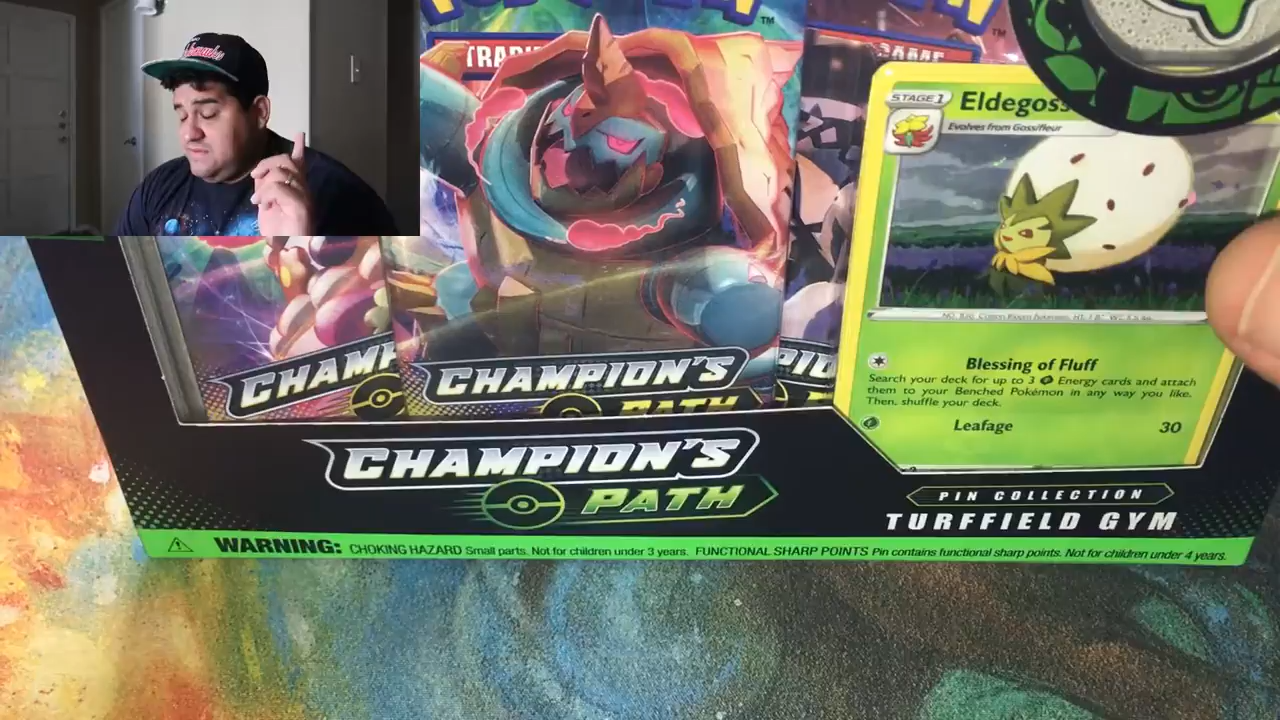 TRADI
GAME
STAGE 1
Eldegoss
Evolves from Gossifleur
Blessing of Fluff
Search your deck for up to 3 Energy cards and attach
them to your Benched Pokémon in any way you like.
Then, shuffle your deck.
Leafage 30
CHAMP
CHAMPION'S
PATH
CHAMPION'S
PATH
PIN COLLECTION
TURFFIELD GYM
WARNING: CHOKING HAZARD Small parts. Not for children under 3 years. FUNCTIONAL SHARP POINTS Pin contains functional sharp points. Not for children under 4 years.